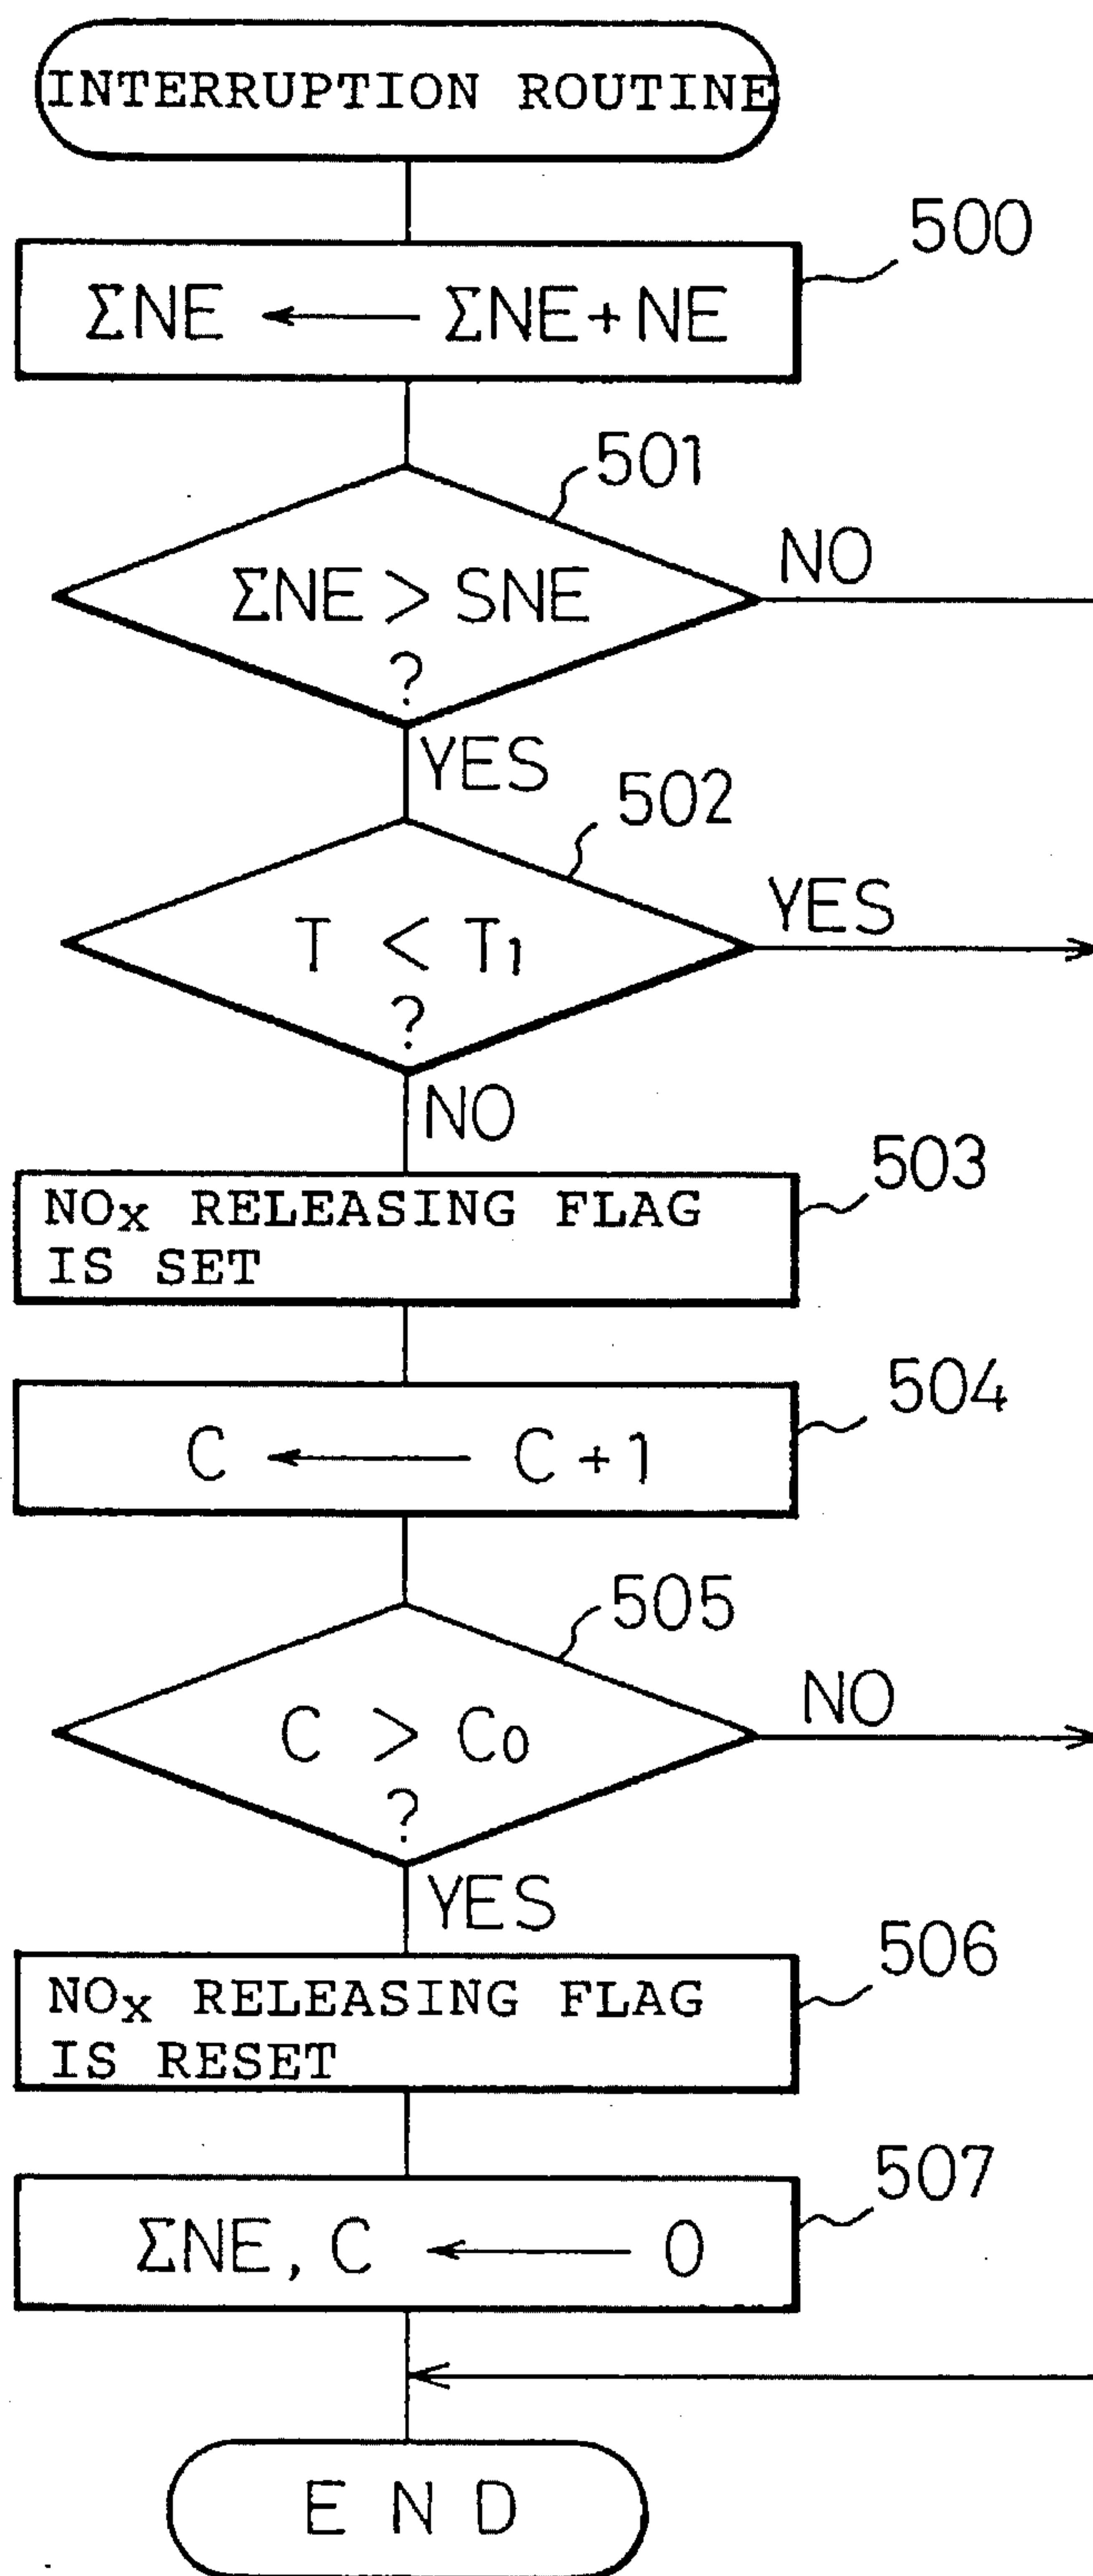 INTERRUPTION ROUTINE
500
ΣNE ← ΣNE + NE
501
ΣNE > SNE
?
NO
YES
502
T < T₁
?
YES
NO
503
NOx RELEASING FLAG
IS SET
504
C ← C + 1
505
C > C₀
?
NO
YES
506
NOx RELEASING FLAG
IS RESET
507
ΣNE, C ← 0
END